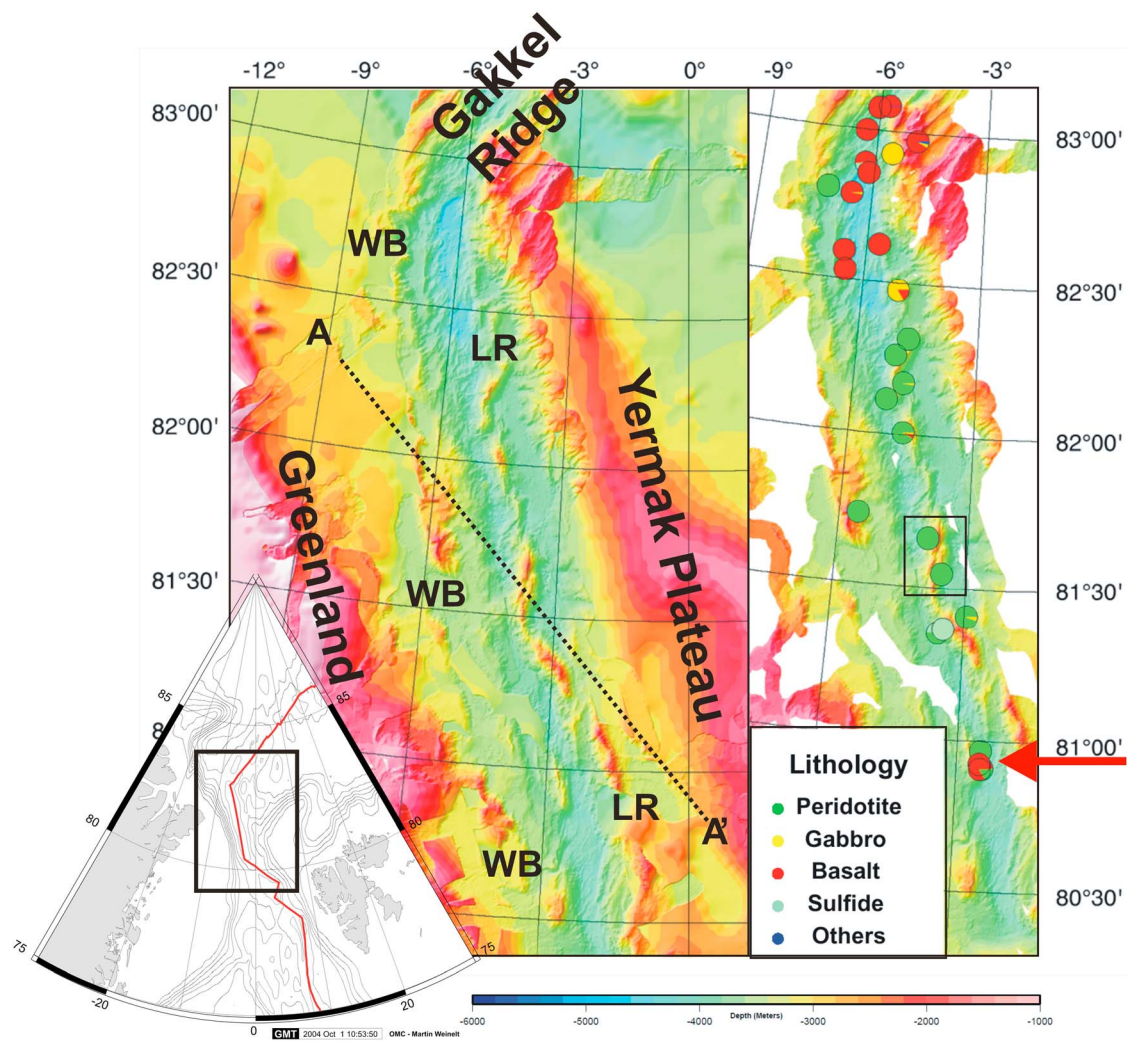 Gakkel
Ridge
-12° -9° -6° -3° 0° -9° -6° -3°
83°00'
82°30'
82°00'
81°30'
83°00'
82°30'
82°00'
81°30'
81°00'
80°30'
WB
A
LR
Yermak Plateau
Greenland
WB
LR
A'
WB
Lithology
Peridotite
Gabbro
Basalt
Sulfide
Others
85
85
8
80
80
75
75
-20
0
20
GMT 2004 Oct 1 10:53:50 OMC - Martin Weinelt
-6000 -5000 -4000 -3000 -2000 -1000
Depth (Meters)